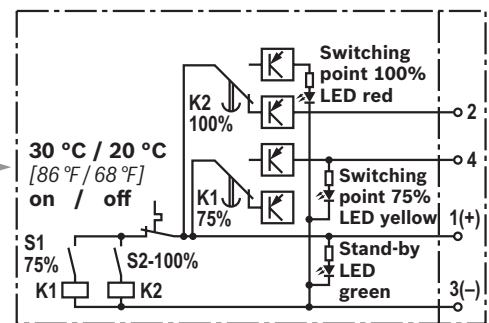 Switching
point 100%
LED red
K2
100%
2
30 °C / 20 °C
[86 °F / 68 °F]
on / off
4
Switching
point 75%
LED yellow
K1
75%
1(+)
S1
75%
S2-100%
Stand-by
LED
green
K1
K2
3(–)